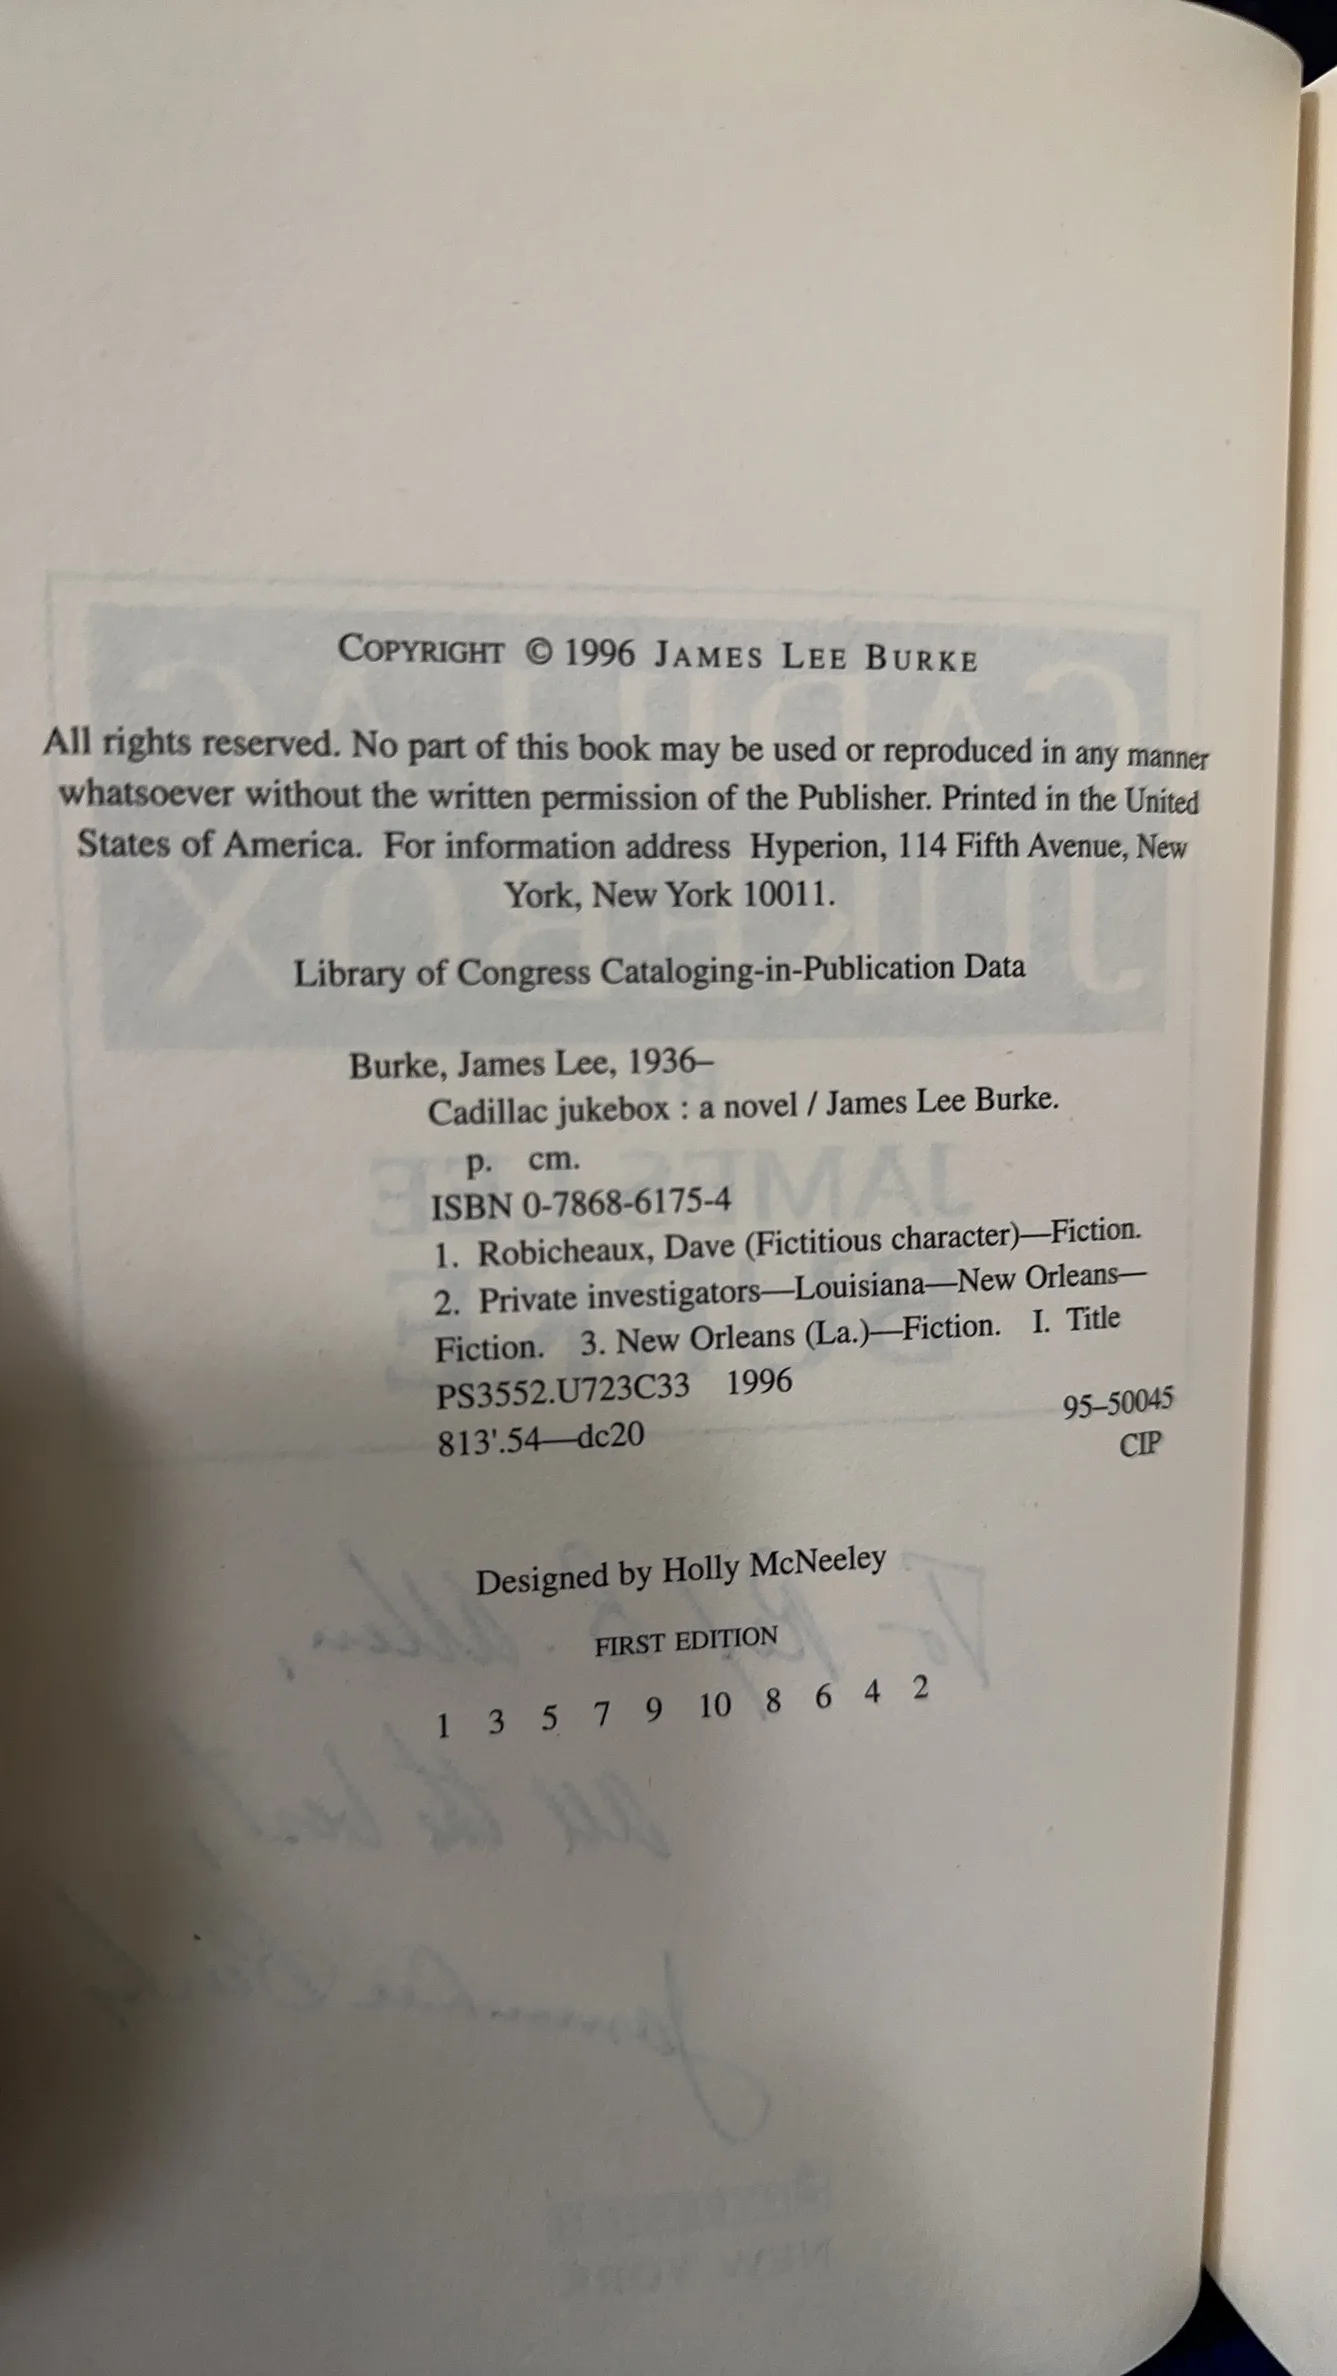 COPYRIGHT © 1996 JAMES LEE BURKE
All rights reserved. No part of this book may be used or reproduced in any manner
whatsoever without the written permission of the Publisher. Printed in the United
States of America. For information address Hyperion, 114 Fifth Avenue, New
York, New York 10011.
Library of Congress Cataloging-in-Publication Data
Burke, James Lee, 1936–
Cadillac jukebox : a novel / James Lee Burke.
p. cm.
ISBN 0-7868-6175-4
1. Robicheaux, Dave (Fictitious character)—Fiction.
2. Private investigators—Louisiana—New Orleans—
Fiction. 3. New Orleans (La.)—Fiction. I. Title
PS3552.U723C33 1996
95–50045
813'.54—dc20
CIP
Designed by Holly McNeeley
FIRST EDITION
1 3 5 7 9 10 8 6 4 2